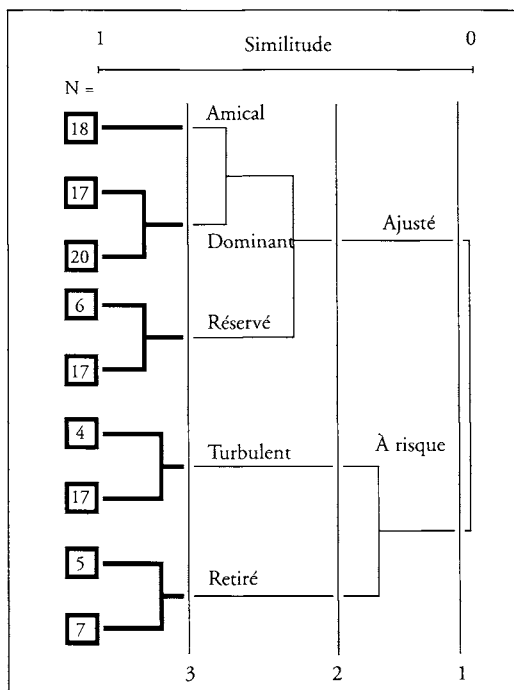 1 Similitude 0
N =
18 Amical
17
Dominant Ajusté
20
6
Réservé
17
4
Turbulent À risque
17
5
Retiré
7
3 2 1